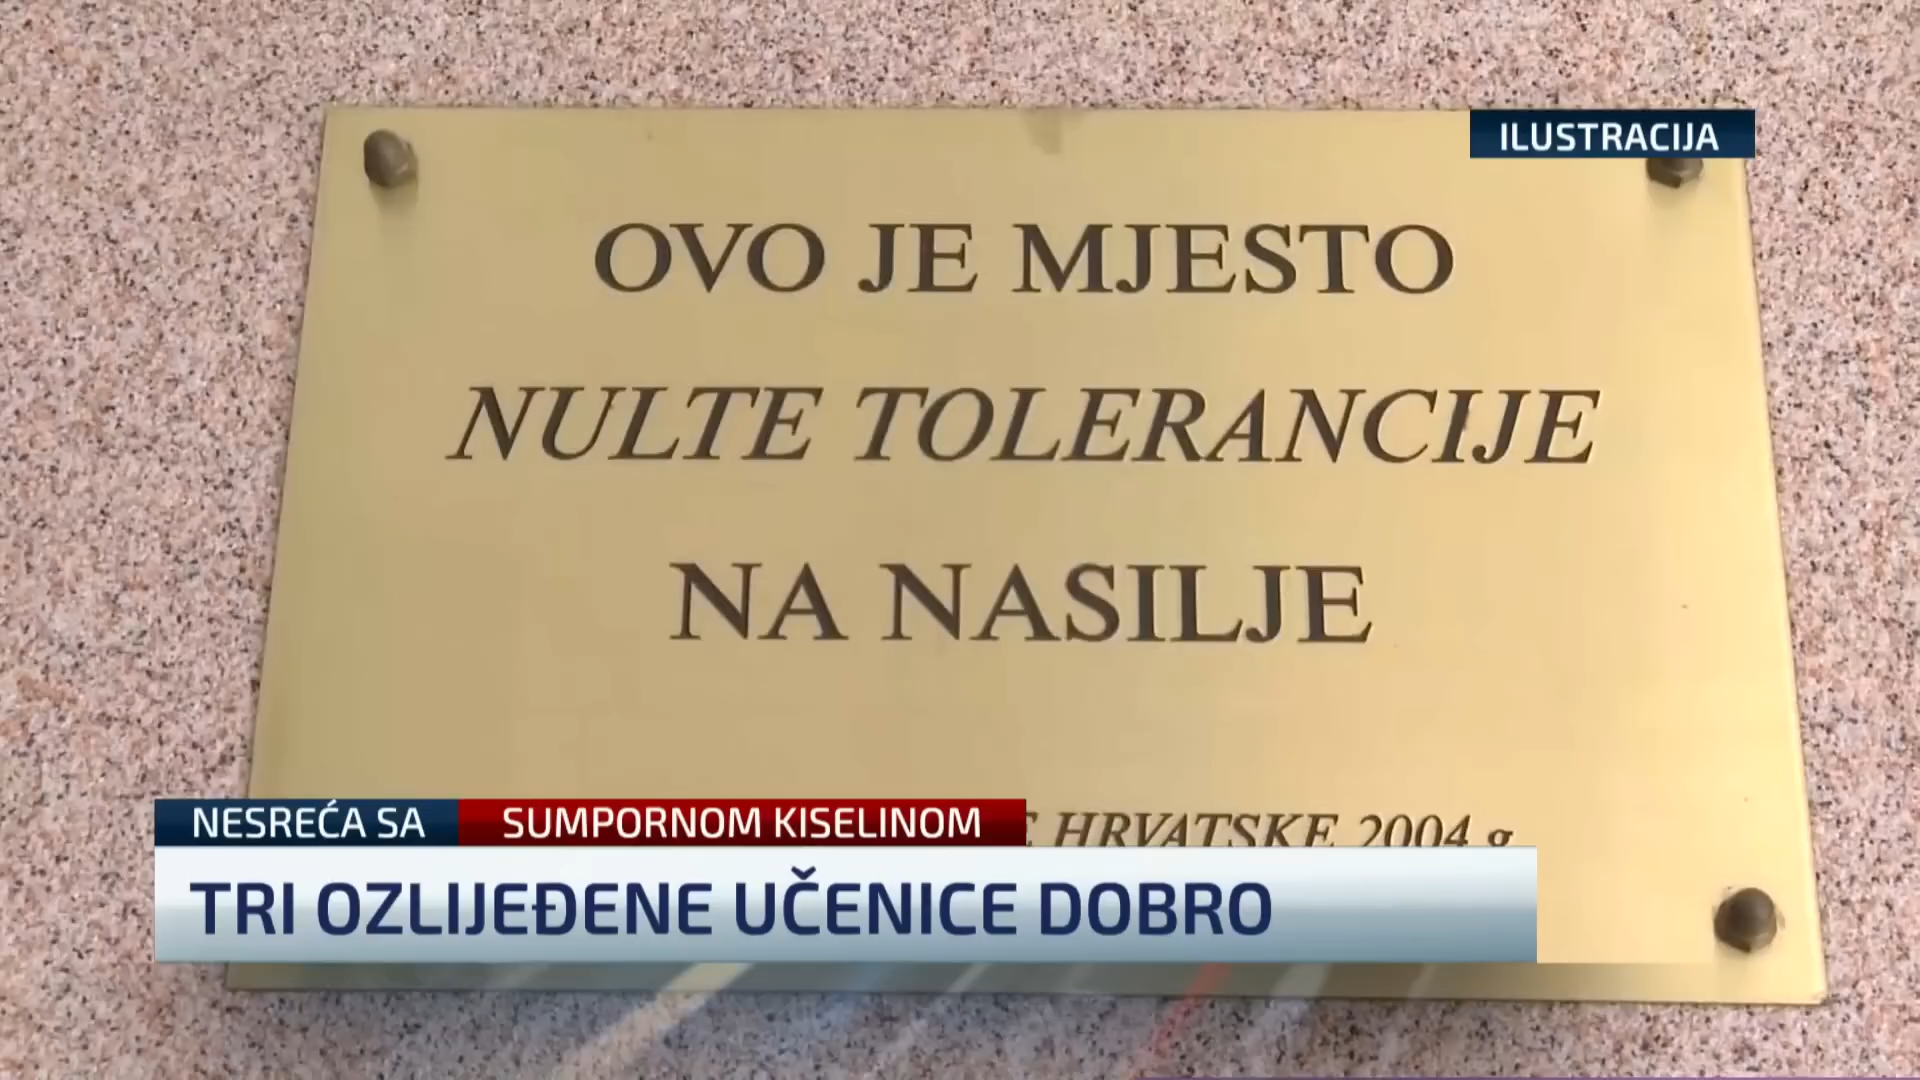 ILUSTRACIJA
OVO JE MJESTO
NULTE TOLERANCIJE
NA NASILJE
HRVATSKE 2004 g
NESREĆA SA SUMPORNOM KISELINOM
TRI OZLIJEĐENE UČENICE DOBRO